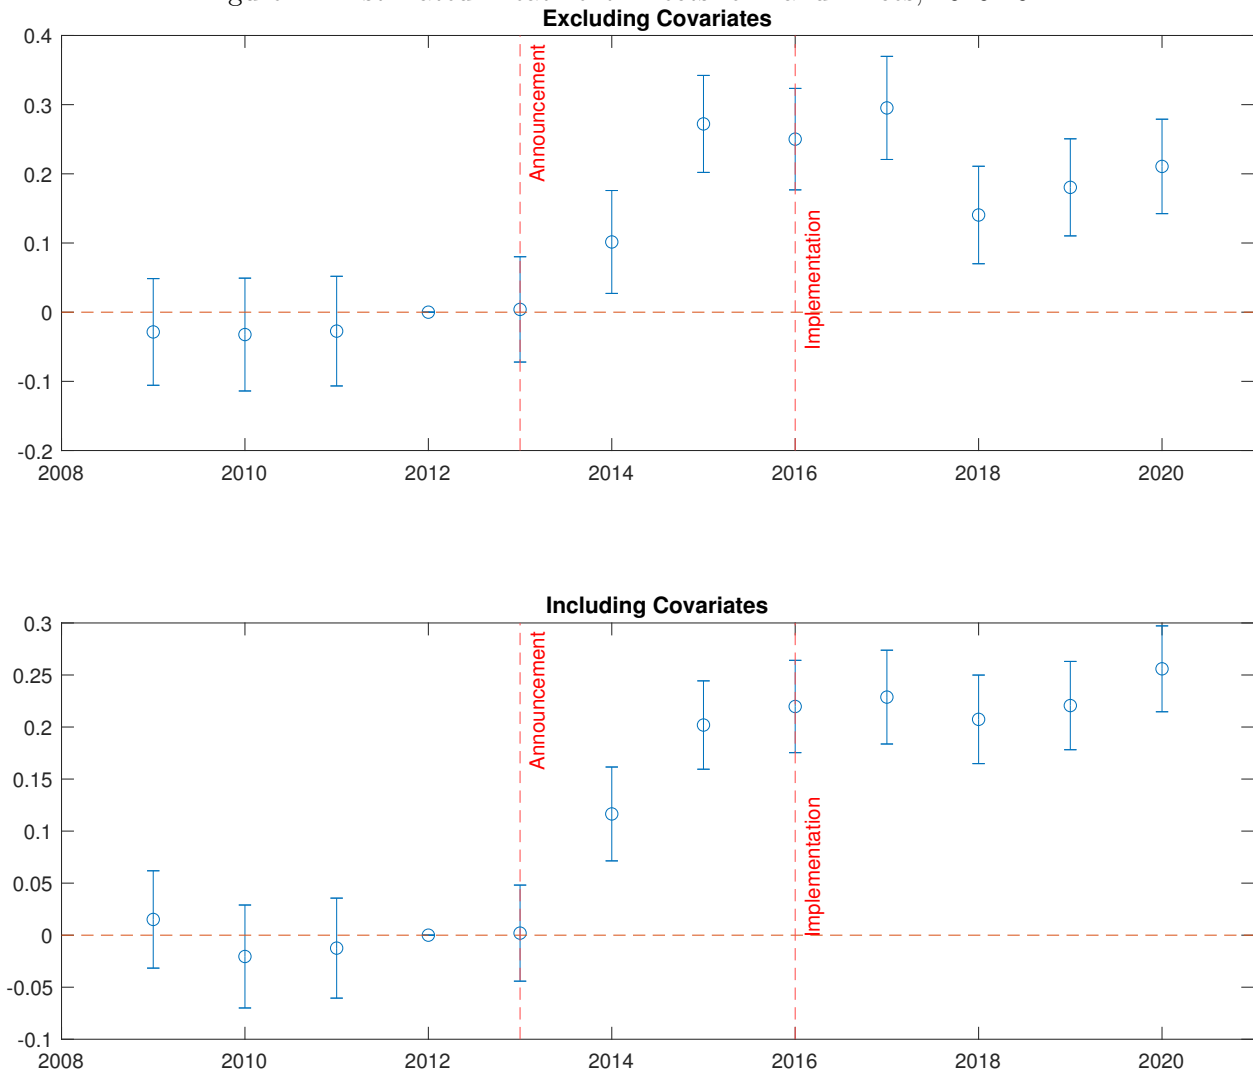 Excluding Covariates
0.4
0.3
0.2
0.1
0
-0.1
-0.2
Announcement
Implementation
2008 2010 2012 2014 2016 2018 2020
Including Covariates
0.3
0.25
0.2
0.15
0.1
0.05
0
-0.05
-0.1
Announcement
Implementation
2008 2010 2012 2014 2016 2018 2020